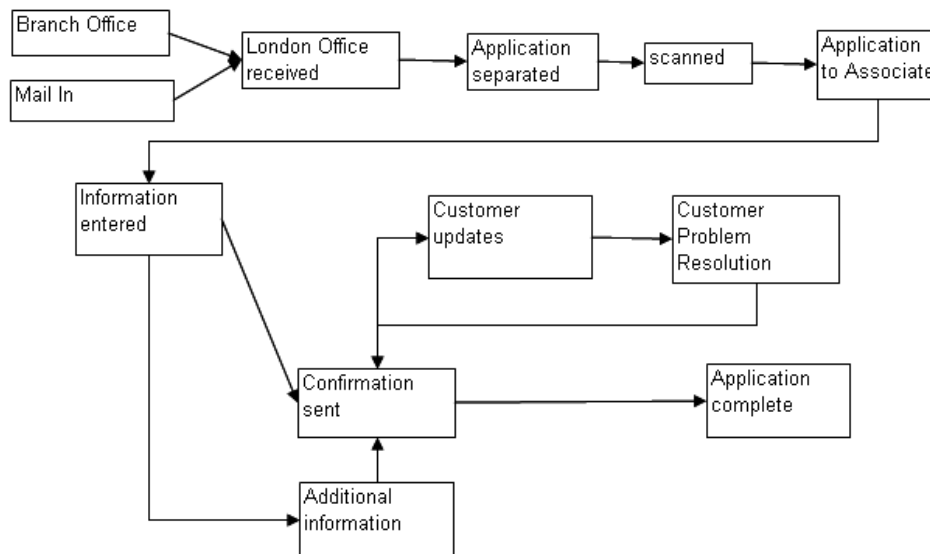 Branch Office
Mail In
London Office
received
Application
separated
scanned
Application
to Associate
Information
entered
Customer
updates
Customer
Problem
Resolution
Confirmation
sent
Application
complete
Additional
information